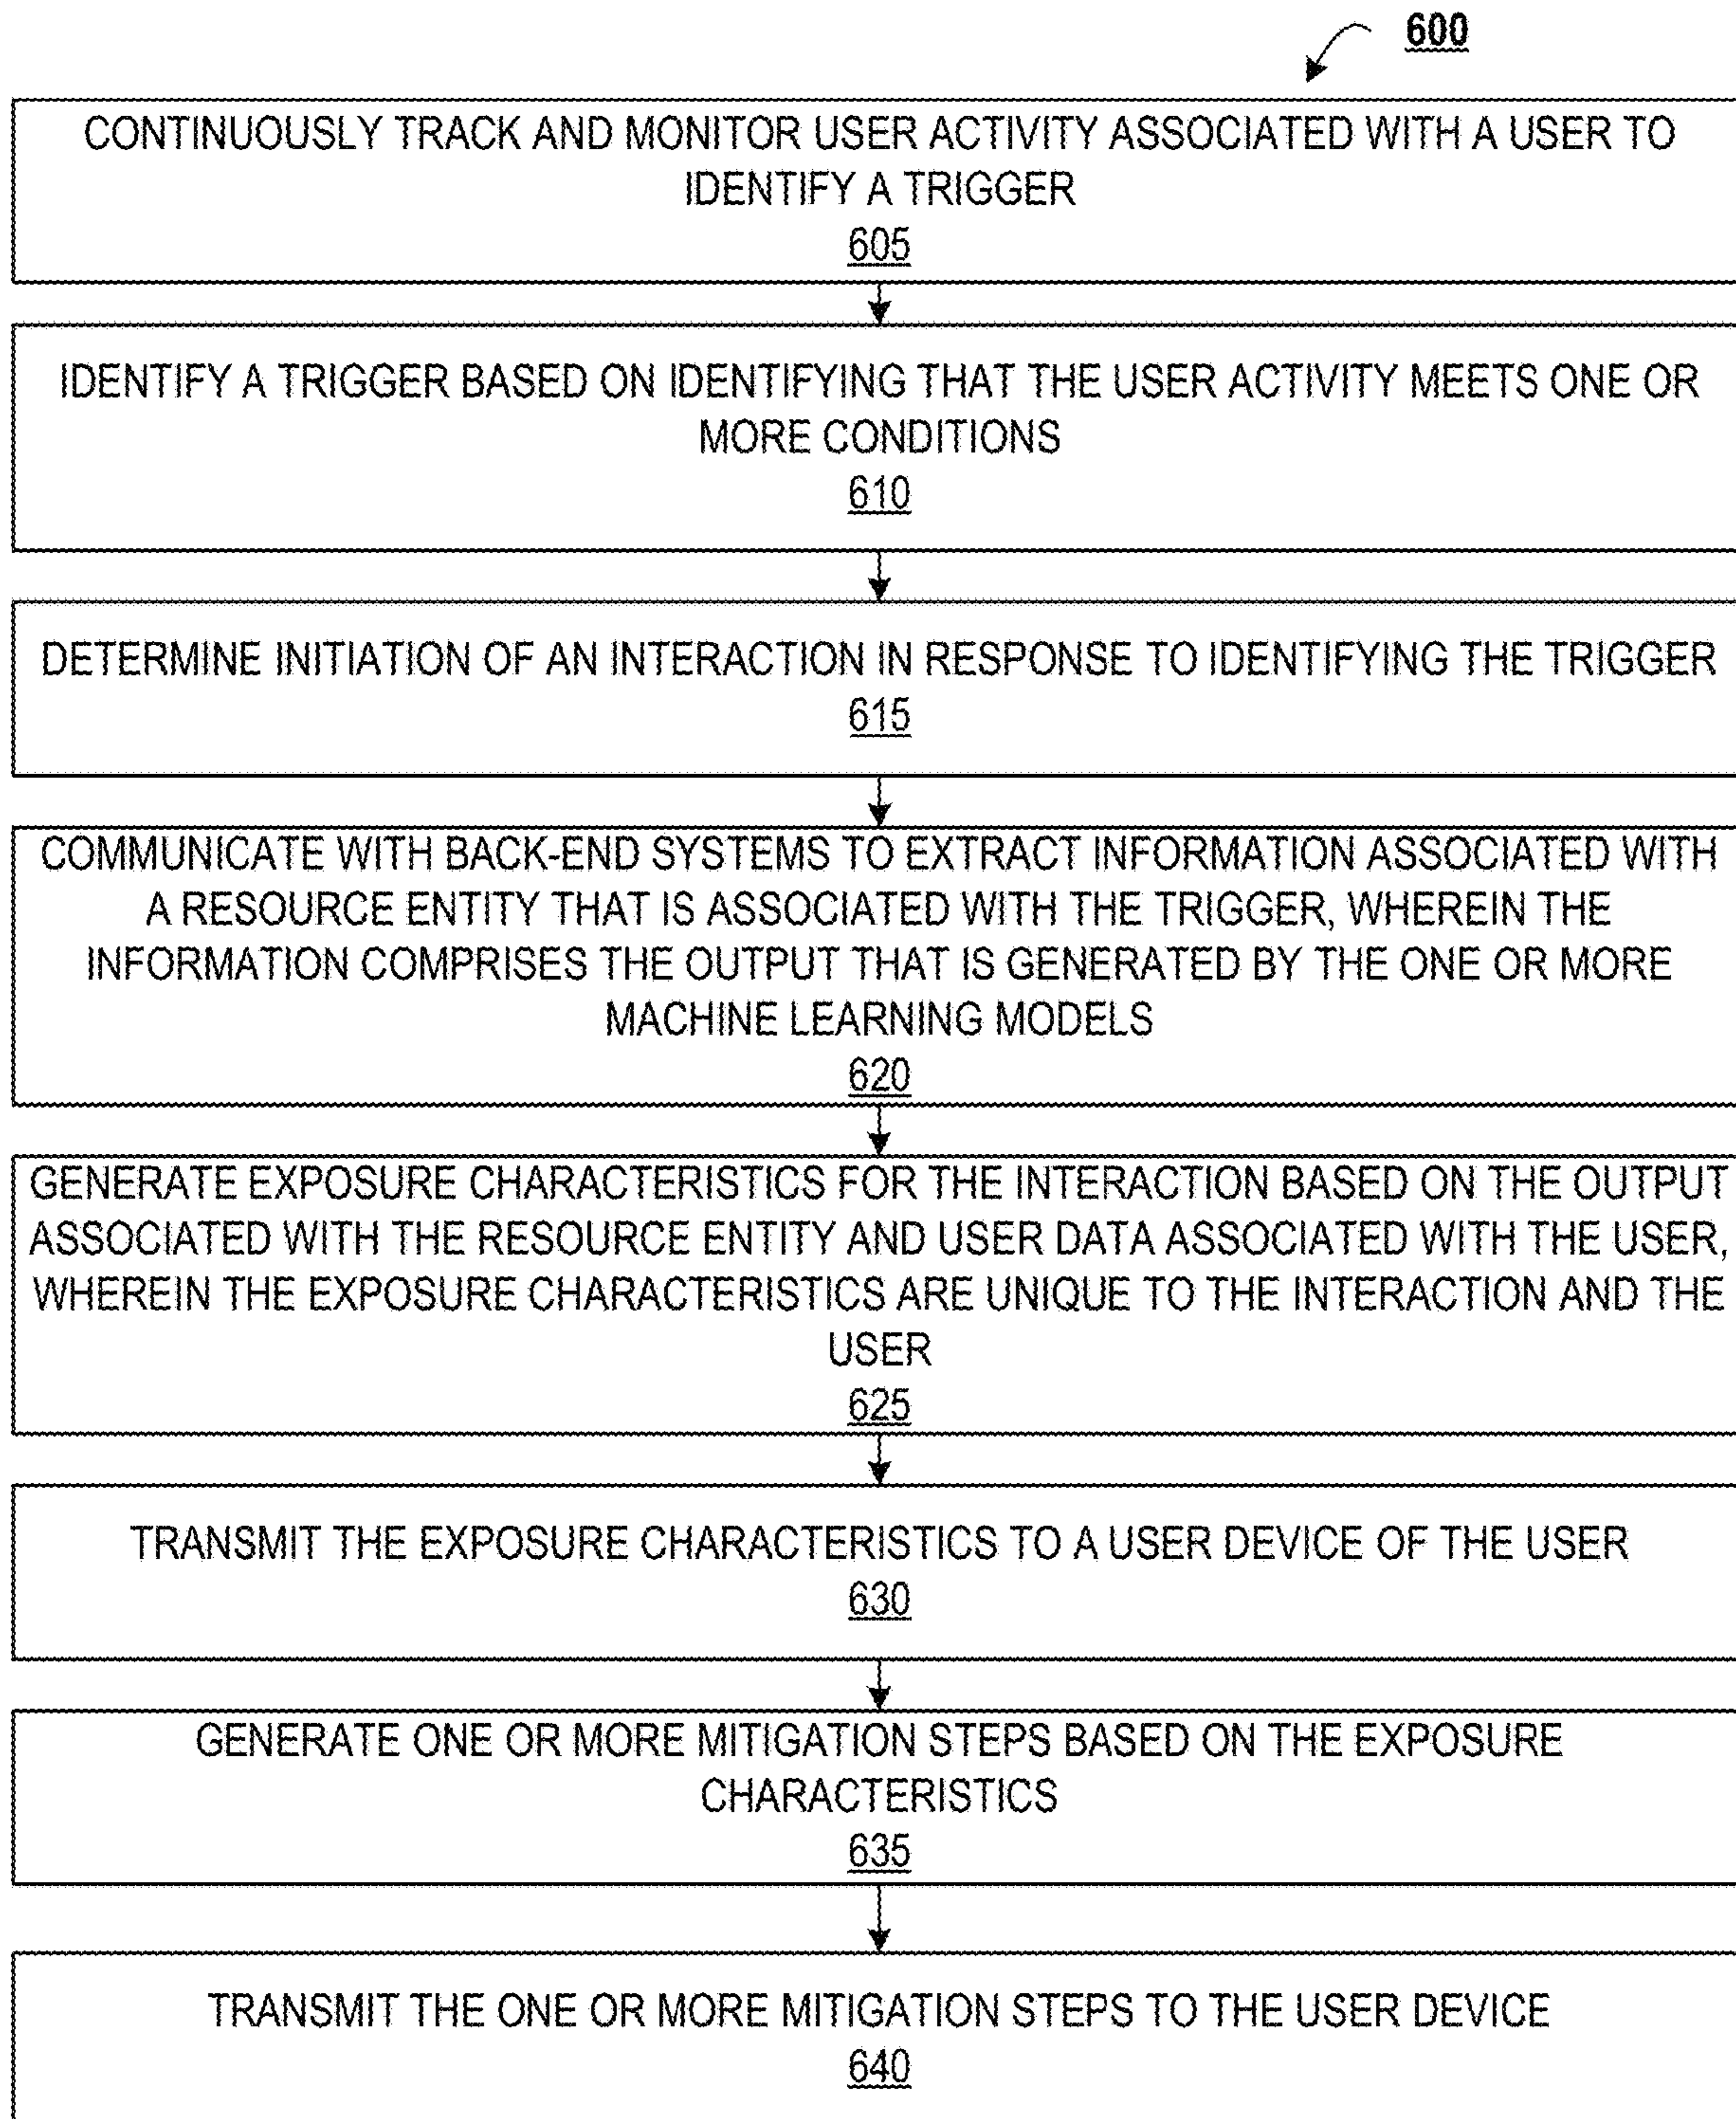 600
CONTINUOUSLY TRACK AND MONITOR USER ACTIVITY ASSOCIATED WITH A USER TO
IDENTIFY A TRIGGER
605
IDENTIFY A TRIGGER BASED ON IDENTIFYING THAT THE USER ACTIVITY MEETS ONE OR
MORE CONDITIONS
610
DETERMINE INITIATION OF AN INTERACTION IN RESPONSE TO IDENTIFYING THE TRIGGER
615
COMMUNICATE WITH BACK-END SYSTEMS TO EXTRACT INFORMATION ASSOCIATED WITH
A RESOURCE ENTITY THAT IS ASSOCIATED WITH THE TRIGGER, WHEREIN THE
INFORMATION COMPRISES THE OUTPUT THAT IS GENERATED BY THE ONE OR MORE
MACHINE LEARNING MODELS
620
GENERATE EXPOSURE CHARACTERISTICS FOR THE INTERACTION BASED ON THE OUTPUT
ASSOCIATED WITH THE RESOURCE ENTITY AND USER DATA ASSOCIATED WITH THE USER,
WHEREIN THE EXPOSURE CHARACTERISTICS ARE UNIQUE TO THE INTERACTION AND THE
USER
625
TRANSMIT THE EXPOSURE CHARACTERISTICS TO A USER DEVICE OF THE USER
630
GENERATE ONE OR MORE MITIGATION STEPS BASED ON THE EXPOSURE
CHARACTERISTICS
635
TRANSMIT THE ONE OR MORE MITIGATION STEPS TO THE USER DEVICE
640